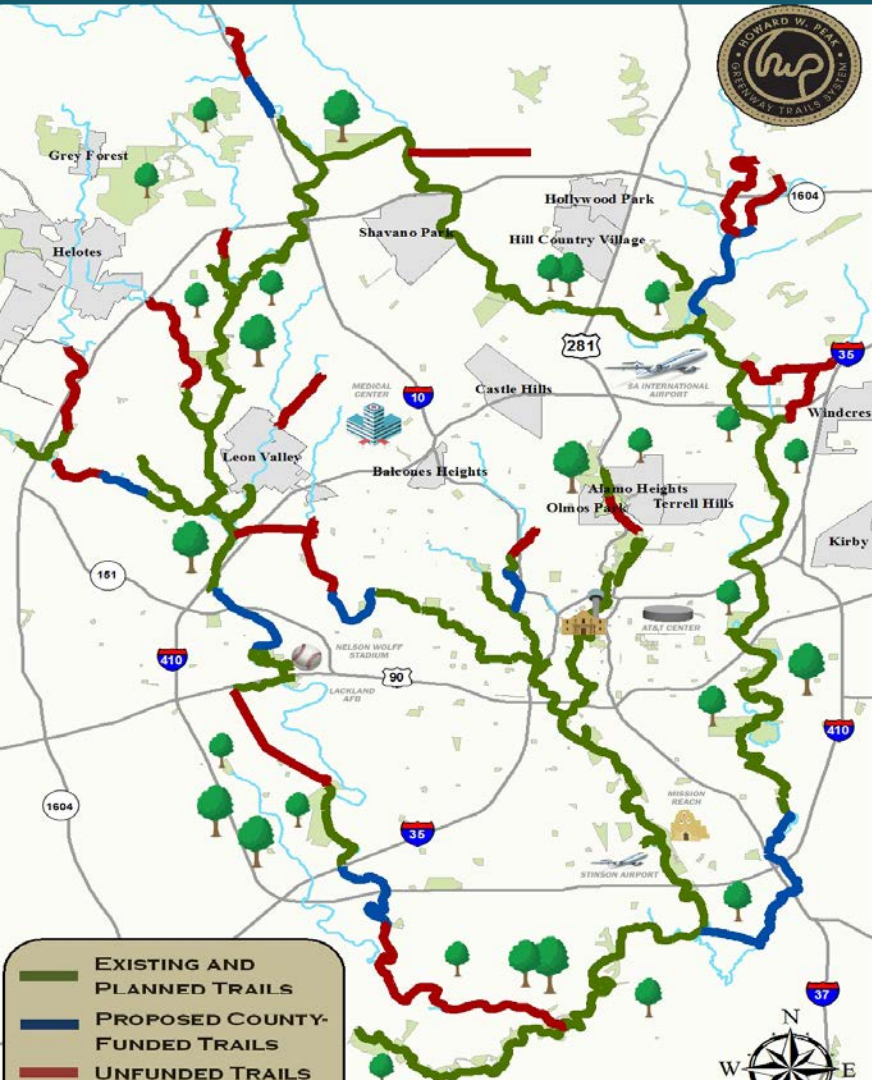 HOWARD W. PEAK
hwp
GREENWAY TRAILS SYSTEM
Grey Forest
Hollywood Park
1604
Shavano Park
Hill Country Village
Helotes
281
35
SA INTERNATIONAL
AIRPORT
MEDICAL
CENTER
10
Castle Hills
Windcres
Leon Valley
Balcones Heights
Alamo Heights
Olmos Park
Terrell Hills
Kirby
151
AT&T CENTER
410
NELSON WOLFF
STADIUM
90
LACKLAND
AFB
410
1604
MISSION
REACH
35
STINSON AIRPORT
EXISTING AND
PLANNED TRAILS
PROPOSED COUNTY-
FUNDED TRAILS
UNFUNDED TRAILS
37
N
W
E